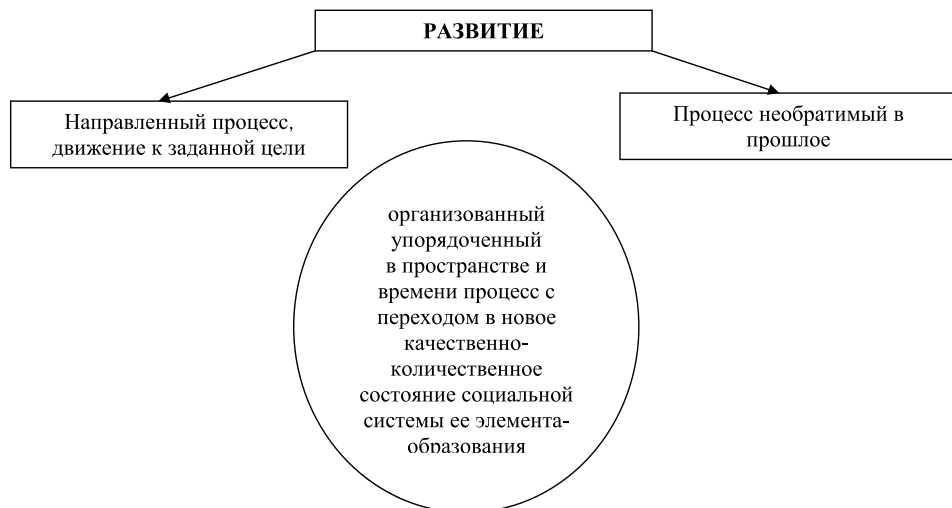 РАЗВИТИЕ
Направленный процесс,
движение к заданной цели
Процесс необратимый в
прошлое
организованный
упорядоченный
в пространстве и
времени процесс с
переходом в новое
качественно-
количественное
состояние социальной
системы ее элемента-
образования